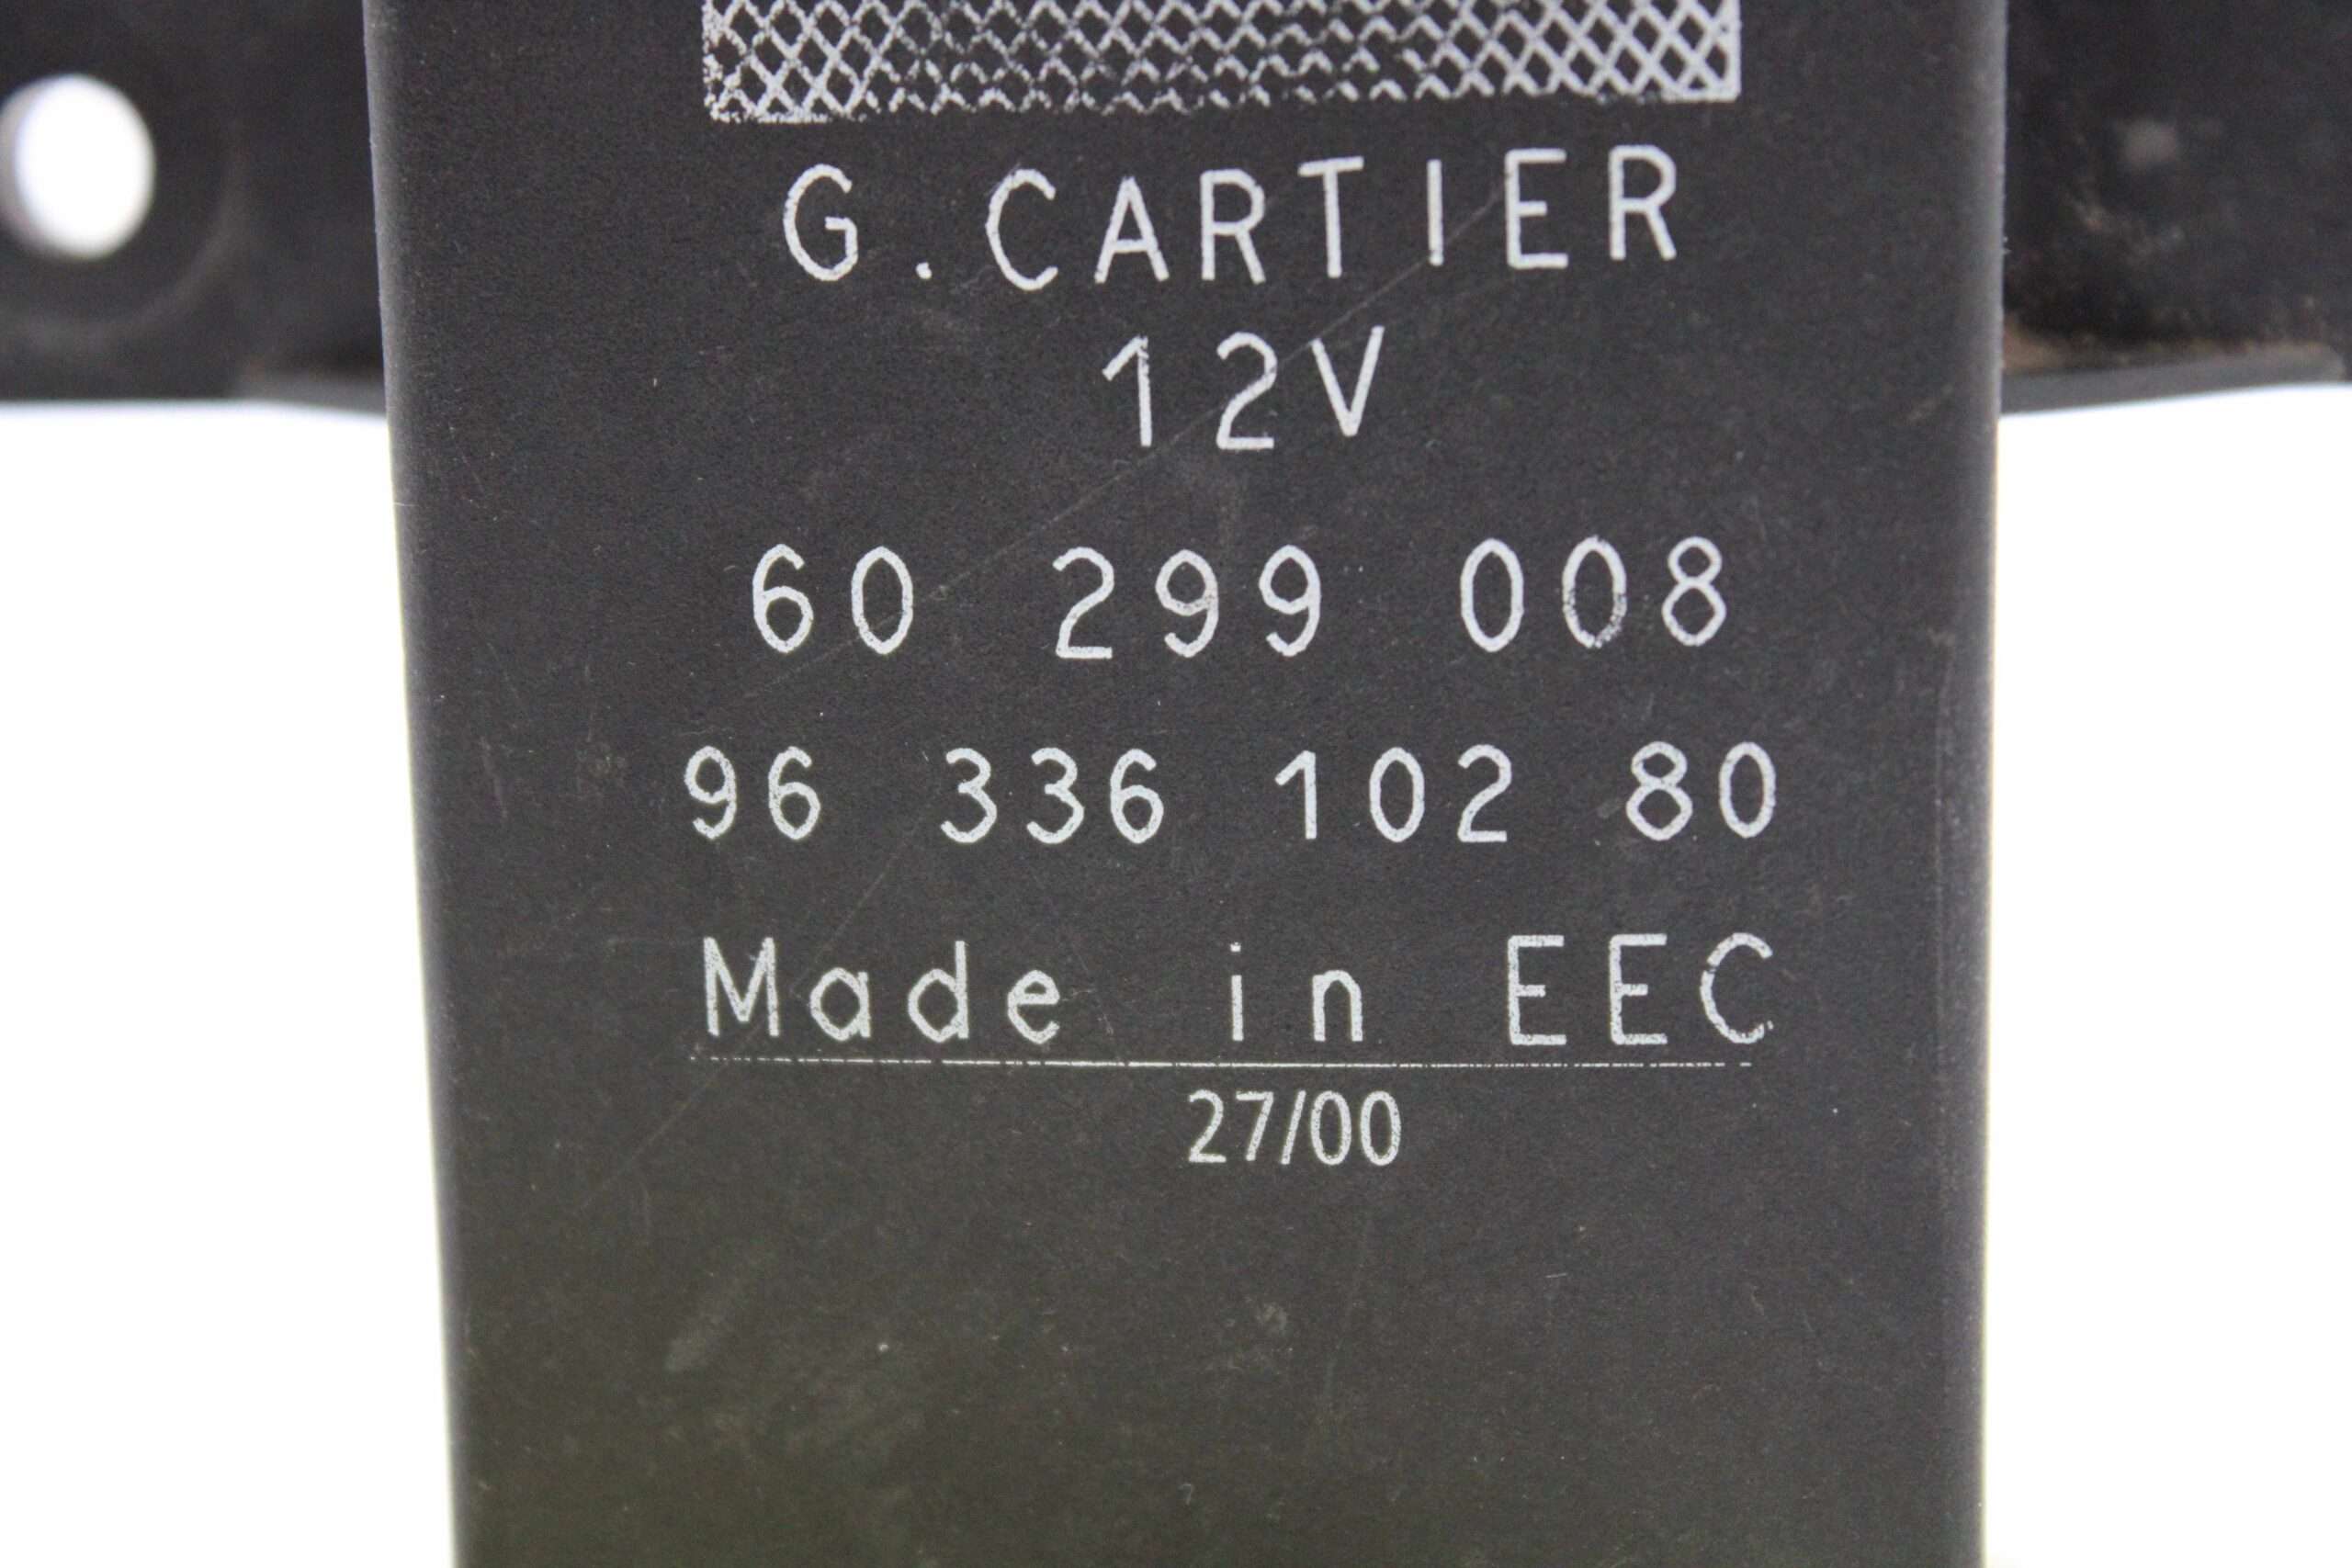 G.CARTIER
12V
60 299 008
96 336 102 80
Made in EEC
27/00